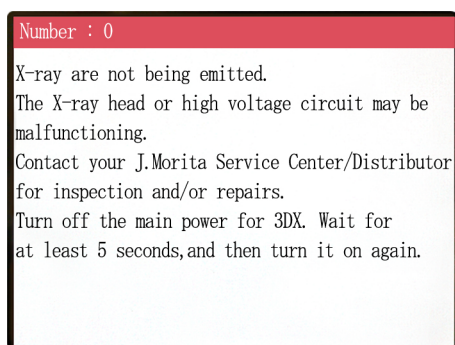 Number : 0
X-ray are not being emitted.
The X-ray head or high voltage circuit may be
malfunctioning.
Contact your J.Morita Service Center/Distributor
for inspection and/or repairs.
Turn off the main power for 3DX. Wait for
at least 5 seconds,and then turn it on again.